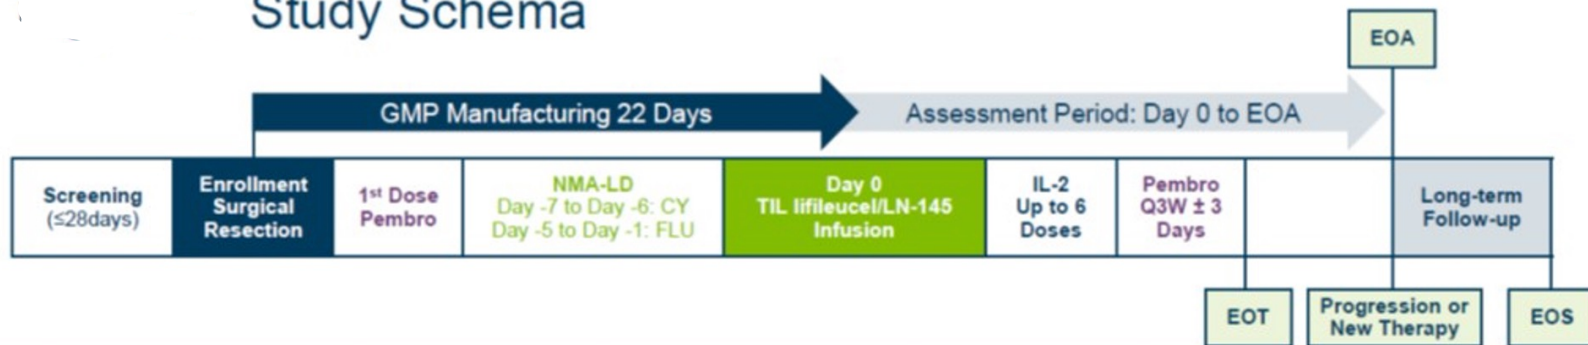 Study Schema
EOA
GMP Manufacturing 22 Days
Assessment Period: Day 0 to EOA
Screening
(≤28days)
Enrollment
Surgical
Resection
1st Dose
Pembro
NMA-LD
Day -7 to Day -6: CY
Day -5 to Day -1: FLU
Day 0
TIL lifileucel/LN-145
Infusion
IL-2
Up to 6
Doses
Pembro
Q3W ± 3
Days
Long-term
Follow-up
EOT
Progression or
New Therapy
EOS